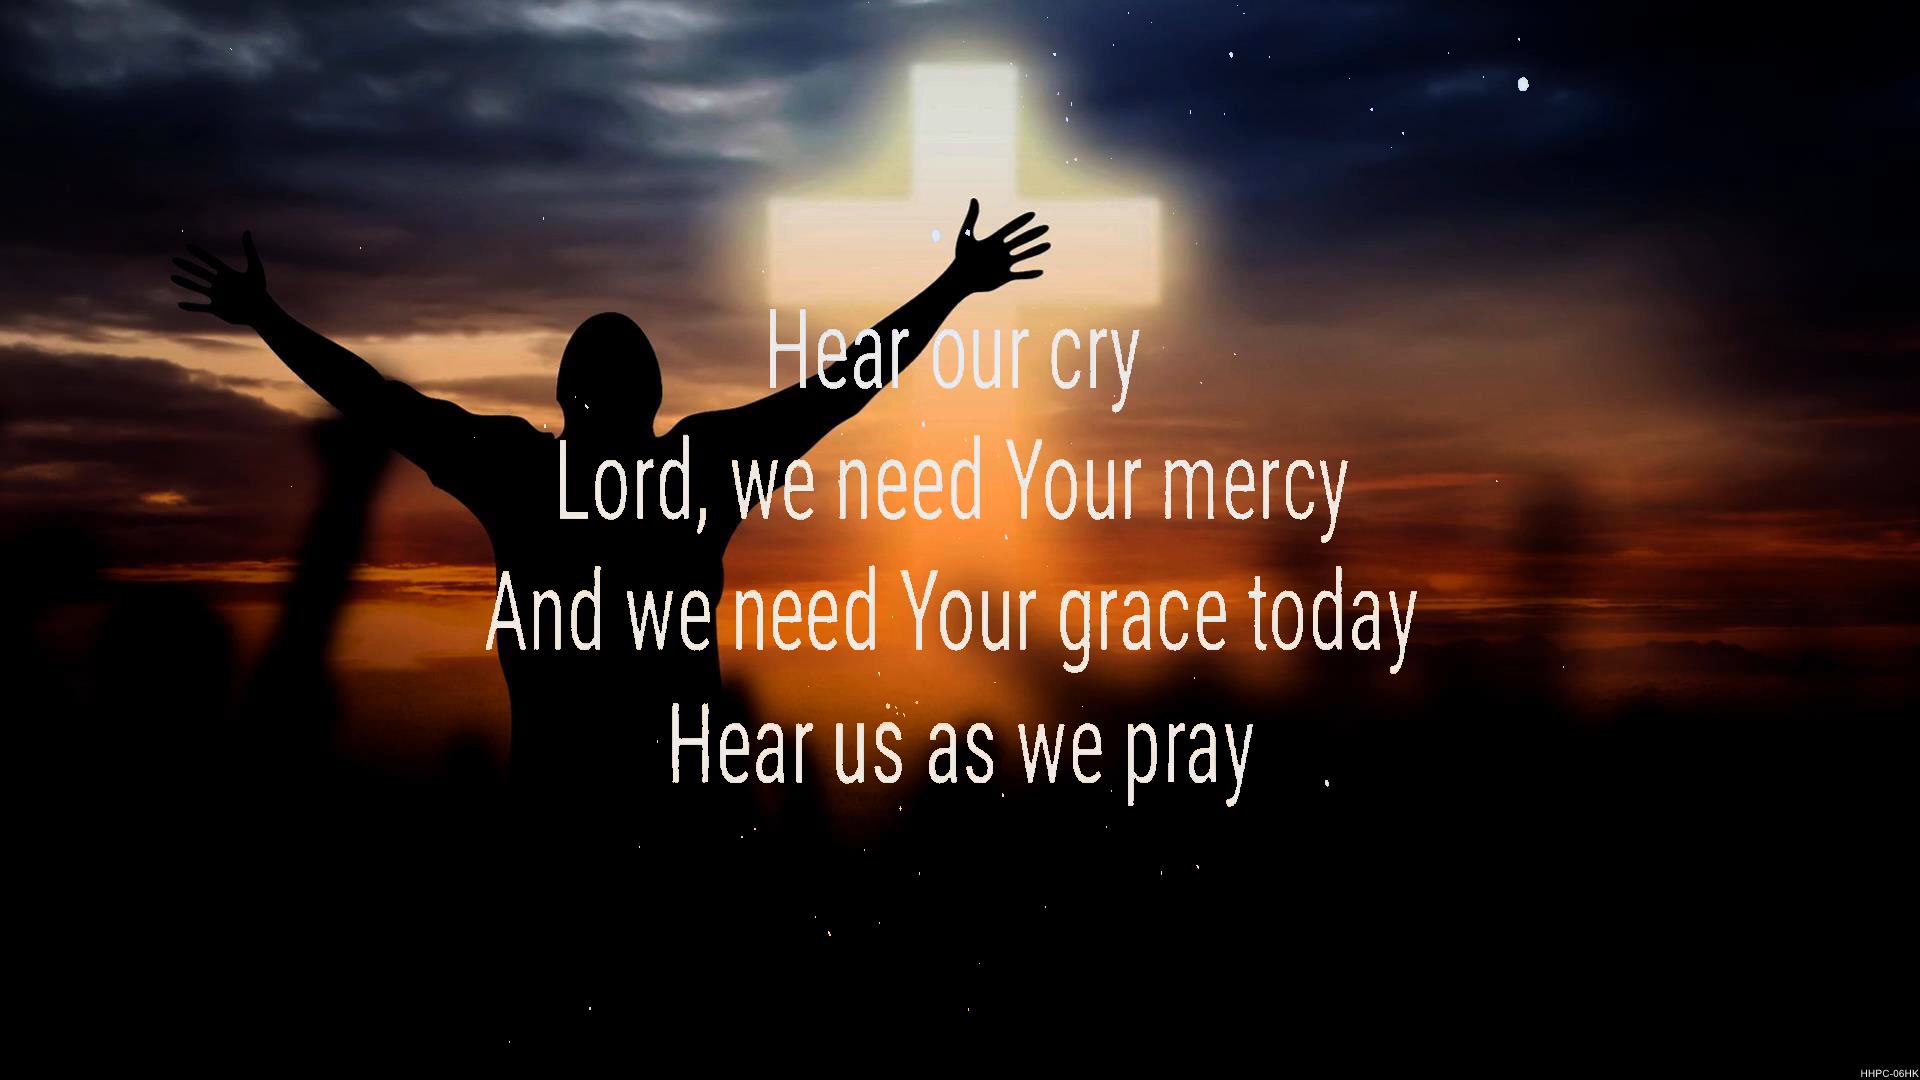 Hear our cry
Lord, we need Your mercy
And we need Your grace today
Hear us as we pray
HHPC-06HK